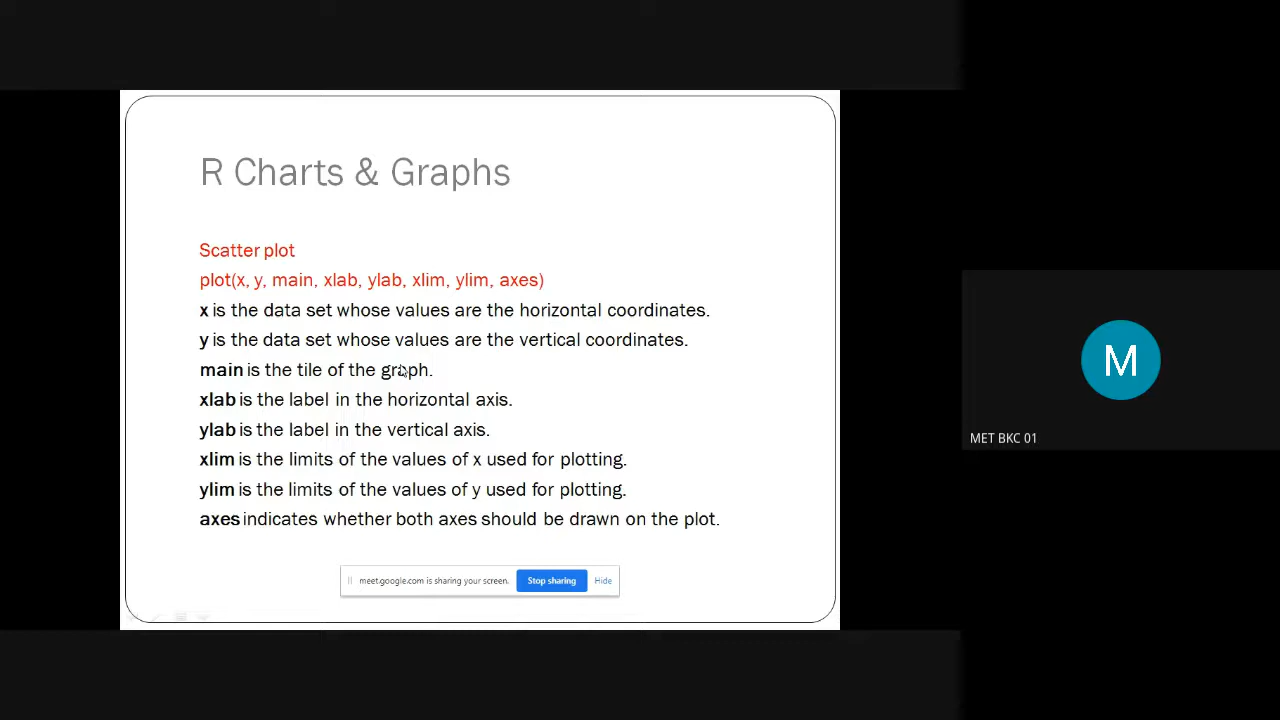 R Charts & Graphs
Scatter plot
plot(x, y, main, xlab, ylab, xlim, ylim, axes)
x is the data set whose values are the horizontal coordinates.
y is the data set whose values are the vertical coordinates.
main is the tile of the graph.
xlab is the label in the horizontal axis.
ylab is the label in the vertical axis.
xlim is the limits of the values of x used for plotting.
ylim is the limits of the values of y used for plotting.
axes indicates whether both axes should be drawn on the plot.
meet.google.com is sharing your screen. Stop sharing Hide
M
MET BKC 01